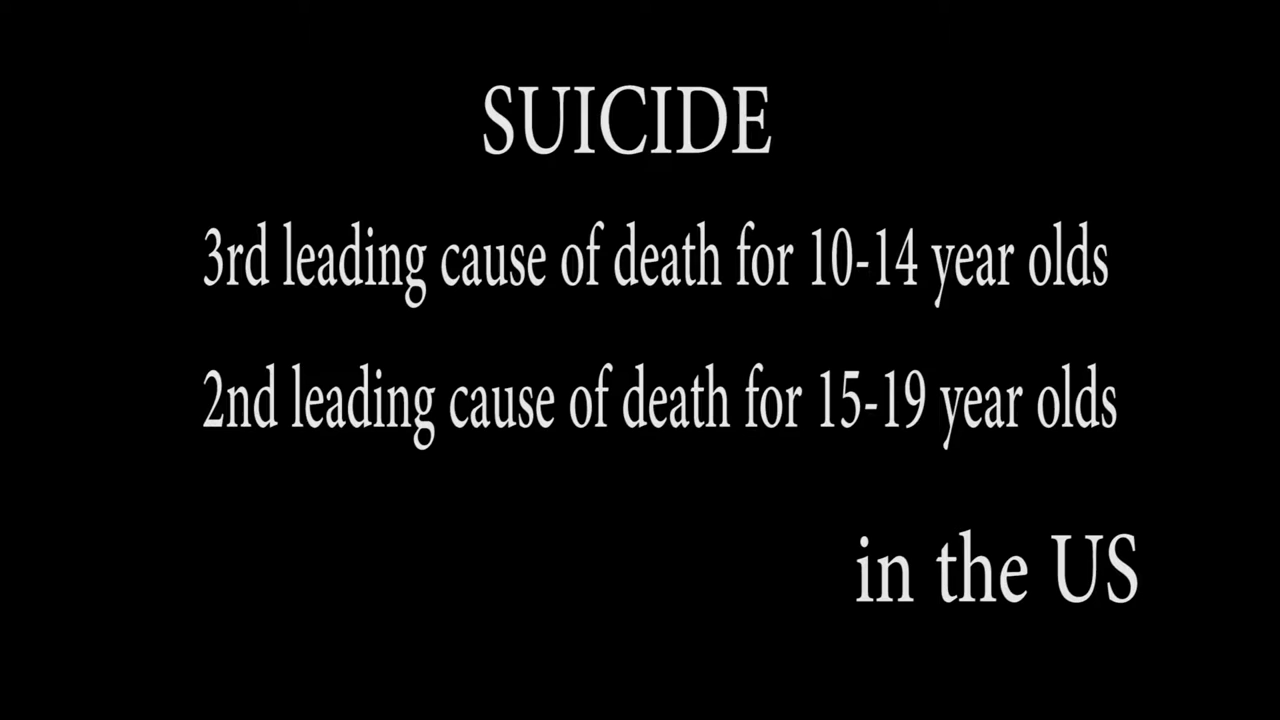 SUICIDE
3rd leading cause of death for 10-14 year olds
2nd leading cause of death for 15-19 year olds
in the US